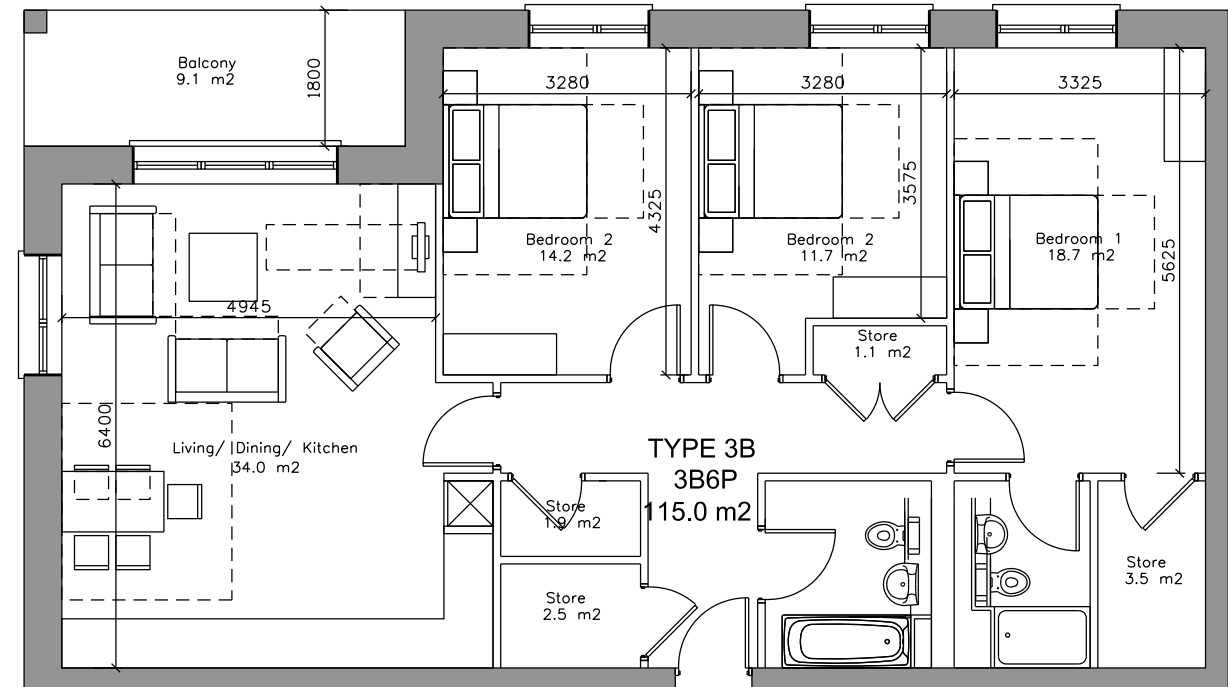 Balcony
9.1 m2
1800
3280
3280
3325
4325
3575
5625
Bedroom 2
14.2 m2
Bedroom 2
11.7 m2
Bedroom 1
18.7 m2
4945
6400
Store
1.1 m2
Living/ Dining/ Kitchen
34.0 m2
TYPE 3B
3B6P
115.0 m2
Store
1.9 m2
Store
2.5 m2
Store
3.5 m2